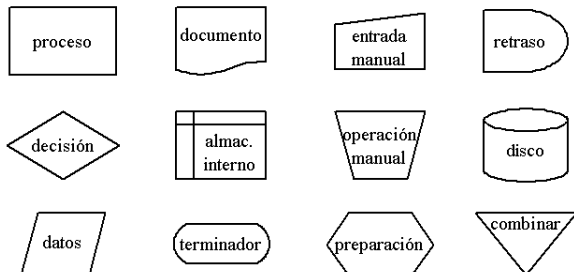 proceso
documento
entrada
manual
retraso
decisión
almac.
interno
operación
manual
disco
datos
terminador
preparación
combinar